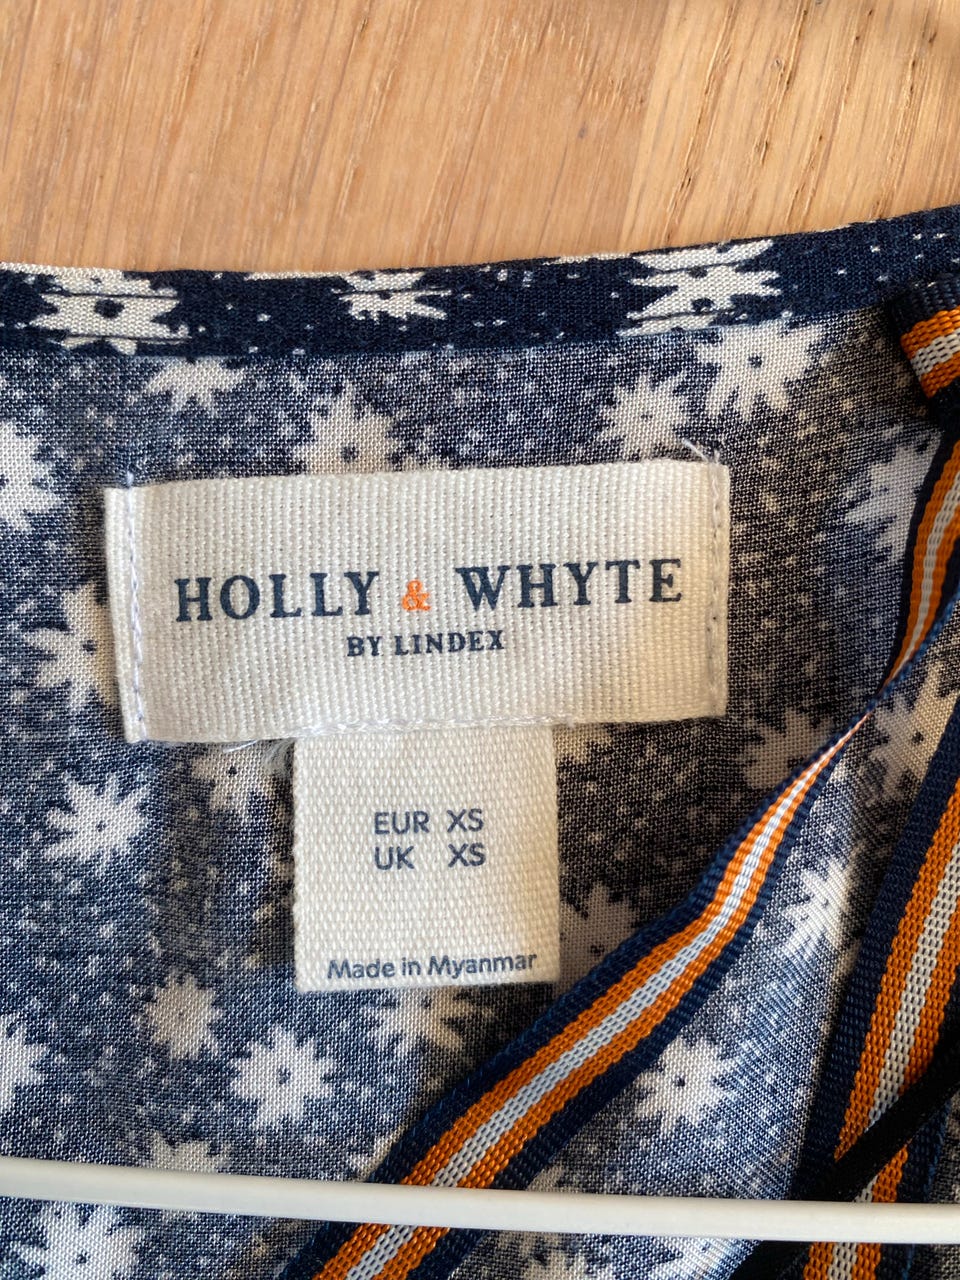 HOLLY & WHYTE
BY LINDEX
EUR XS
UK XS
Made in Myanmar